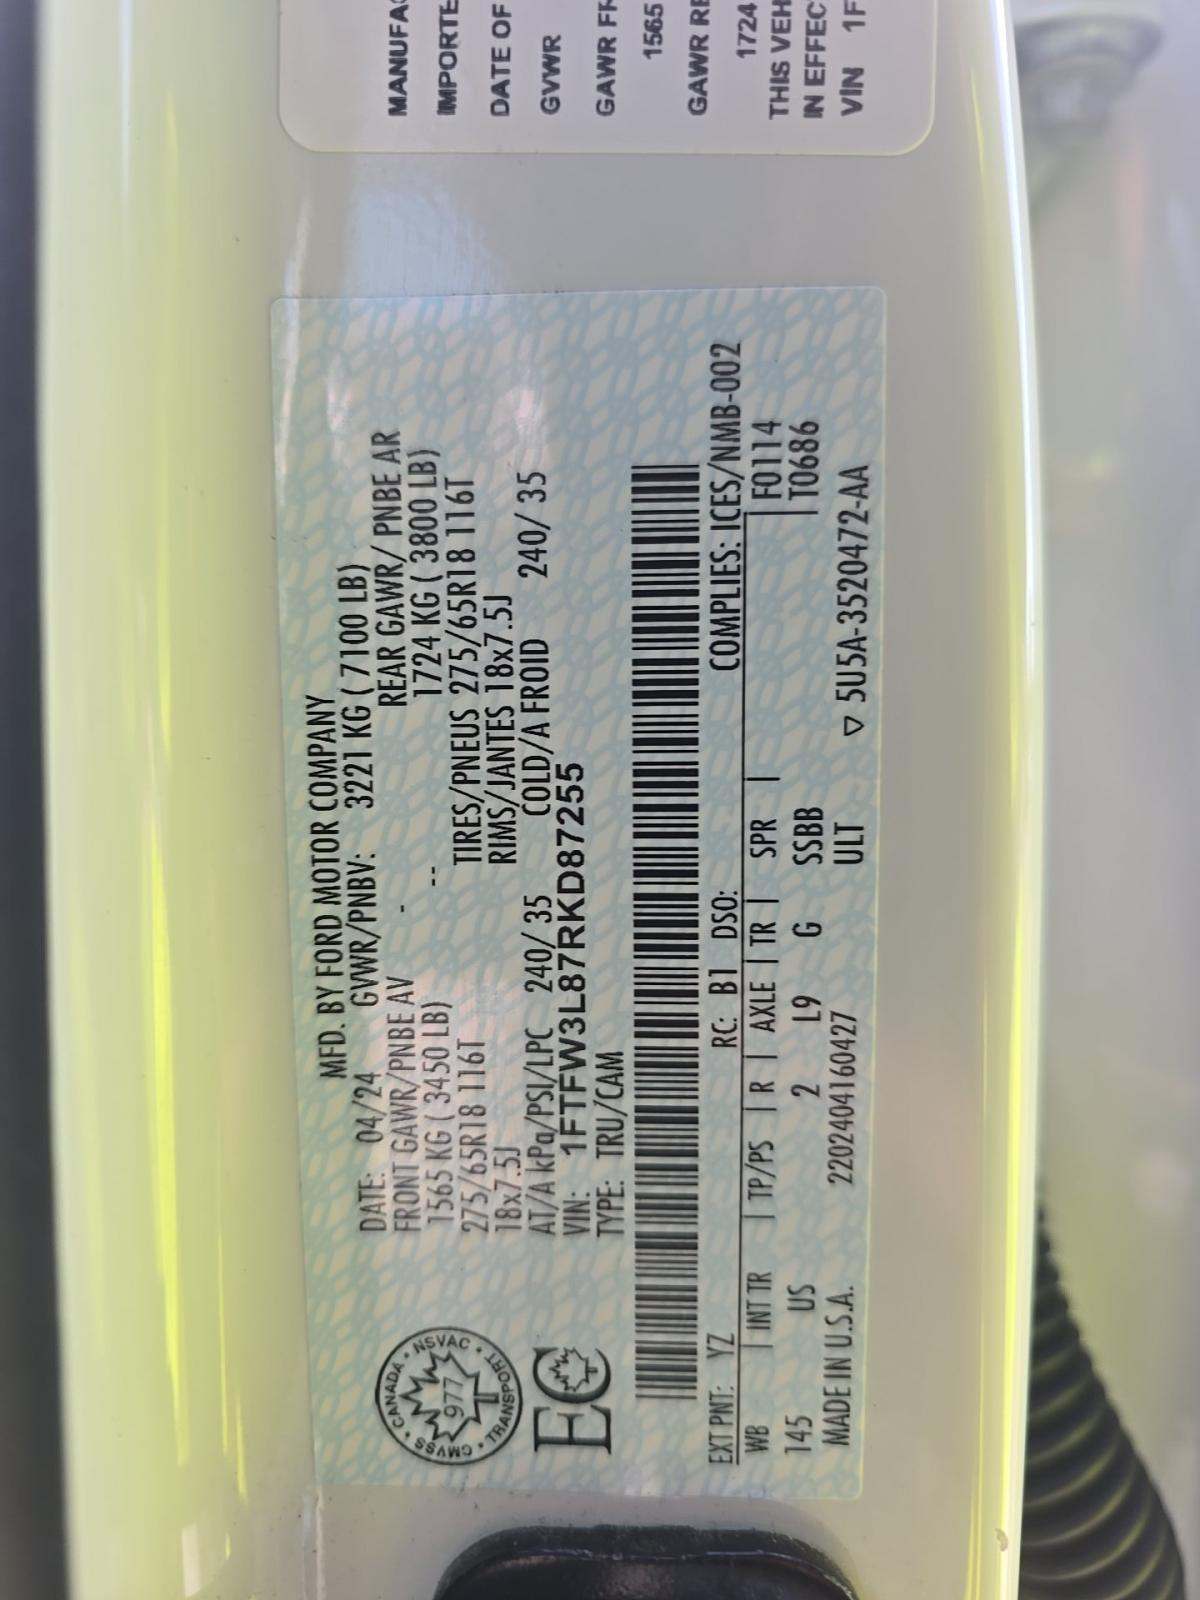 MANUFA
IMPORTE
DATE OF
GVWR
GAWR FR
1565
GAWR RE
1724
THIS VEH
IN EFFEC
VIN 1F
MFD. BY FORD MOTOR COMPANY
DATE: 04/24 GVWR/PNBV: 3221 KG ( 7100 LB)
FRONT GAWR/PNBE AV - REAR GAWR/ PNBE AR
1565 KG ( 3450 LB) -- 1724 KG ( 3800 LB)
275/65R18 116T TIRES/PNEUS 275/65R18 116T
18x7.5J RIMS/JANTES 18x7.5J
AT/A kPa/PSI/LPC 240/ 35 COLD/A FROID 240/ 35
VIN: 1FTFW3L87RKD87255
TYPE: TRU/CAM
CANADA • NSVAC • TRANSPORT • CMVSS •
977
EC
EXT PNT: YZ RC: B1 DSO: COMPLIES: ICES/NMB-002
WB | INT TR | TP/PS | R | AXLE | TR | SPR | | F0114
145 US 2 L9 G SSBB | T0686
MADE IN U.S.A. 220240416042​7 ULT ▽ 5U5A-3520472-AA